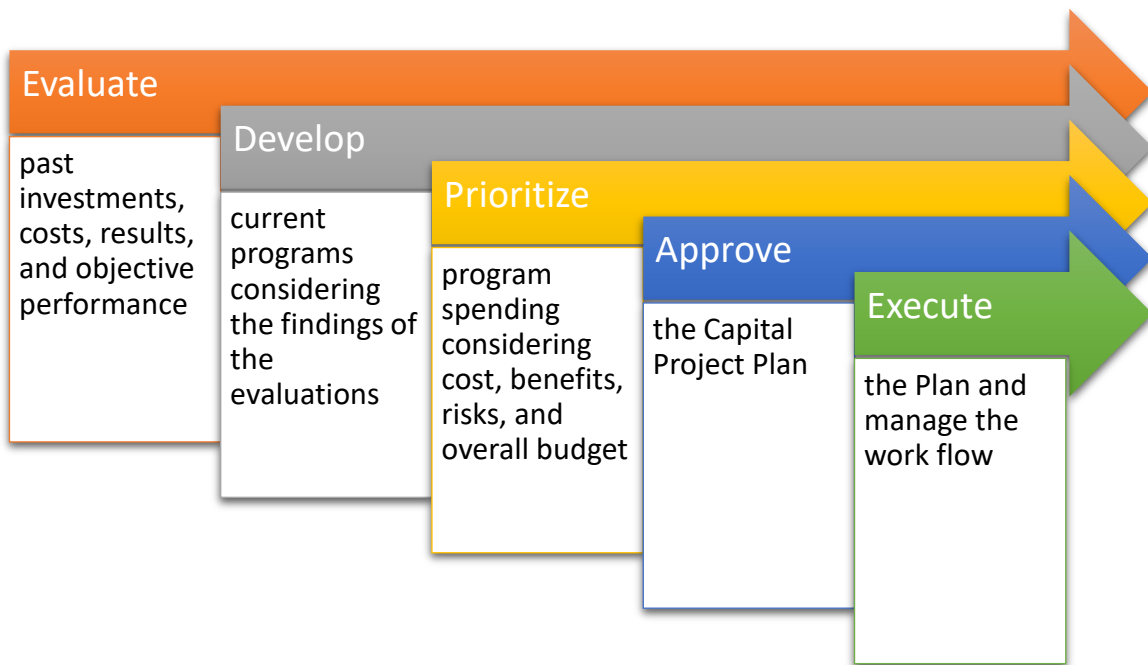 Evaluate
past
investments,
costs, results,
and objective
performance
Develop
current
programs
considering
the findings of
the
evaluations
Prioritize
program
spending
considering
cost, benefits,
risks, and
overall budget
Approve
the Capital
Project Plan
Execute
the Plan and
manage the
work flow